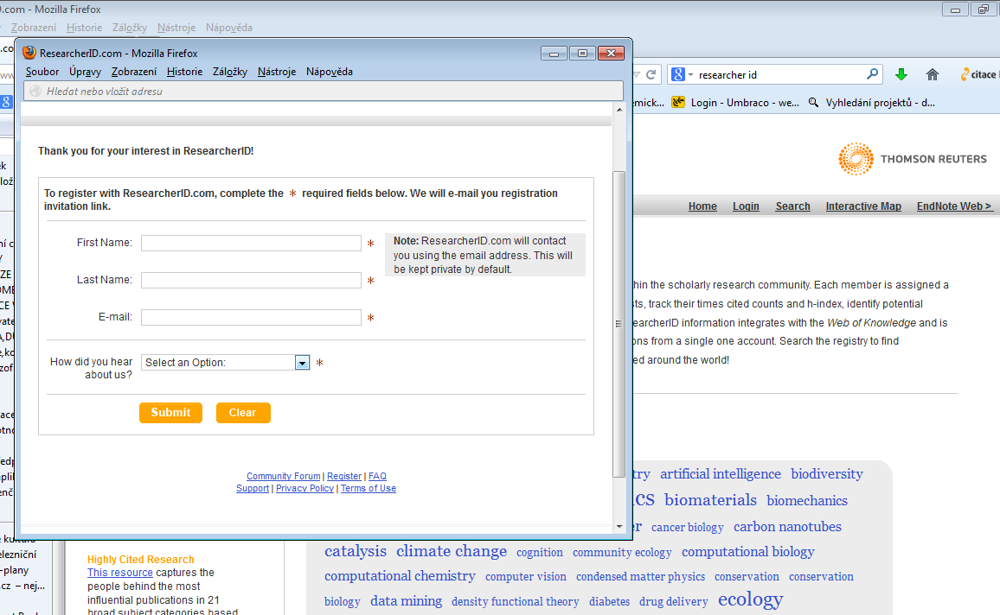 .com - Mozilla Firefox
Zobrazení Historie Záložky Nástroje Nápověda
ResearcherID.com - Mozilla Firefox
Soubor Úpravy Zobrazení Historie Záložky Nástroje Nápověda
Hledat nebo vložit adresu
researcher id
citace
Login - Umbraco - we...
Vyhledání projektů - d...
Thank you for your interest in ResearcherID!
To register with ResearcherID.com, complete the * required fields below. We will e-mail you registration
invitation link.
First Name: *
Note: ResearcherID.com will contact
you using the email address. This will
be kept private by default.
Last Name: *
E-mail: *
How did you hear
about us?
Select an Option: *
Submit Clear
Community Forum | Register | FAQ
Support | Privacy Policy | Terms of Use
THOMSON REUTERS
Home Login Search Interactive Map EndNote Web >
hin the scholarly research community. Each member is assigned a
sts, track their times cited counts and h-index, identify potential
earcherID information integrates with the Web of Knowledge and is
ons from a single one account. Search the registry to find
ed around the world!
try artificial intelligence biodiversity
ics biomaterials biomechanics
er cancer biology carbon nanotubes
catalysis climate change cognition community ecology computational biology
computational chemistry computer vision condensed matter physics conservation conservation
biology data mining density functional theory diabetes drug delivery ecology
Highly Cited Research
This resource captures the
people behind the most
influential publications in 21
broad subject categories based
elezniční
-plany
.cz – nej...